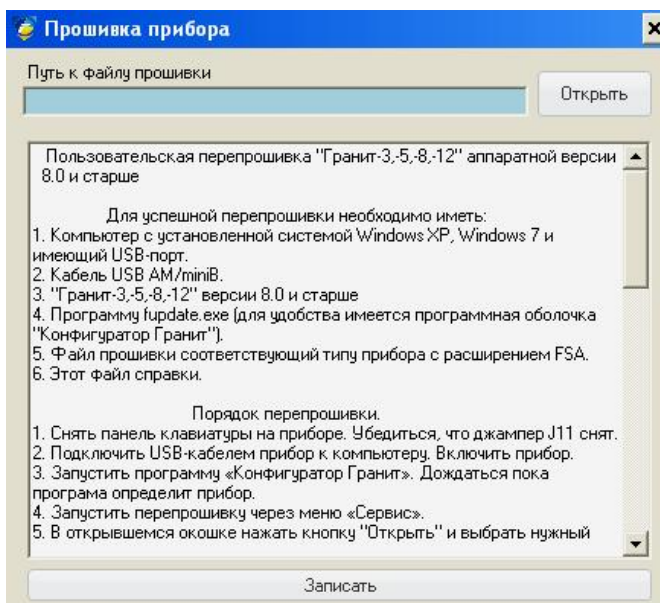 Прошивка прибора
Путь к файлу прошивки
Открыть
Пользовательская перепрошивка "Гранит-3,-5,-8,-12" аппаратной версии
8.0 и старше
Для успешной перепрошивки необходимо иметь:
1. Компьютер с установленной системой Windows XP, Windows 7 и
имеющий USB-порт.
2. Кабель USB AM/miniB.
3. "Гранит-3,-5,-8,-12" версии 8.0 и старше
4. Программу fupdate.exe (для удобства имеется программная оболочка
"Конфигуратор Гранит").
5. Файл прошивки соответствующий типу прибора с расширением FSA.
6. Этот файл справки.
Порядок перепрошивки.
1. Снять панель клавиатуры на приборе. Убедиться, что джампер J11 снят.
2. Подключить USB-кабелем прибор к компьютеру. Включить прибор.
3. Запустить программу «Конфигуратор Гранит». Дождаться пока
програма определит прибор.
4. Запустить перепрошивку через меню «Сервис».
5. В открывшемся окошке нажать кнопку "Открыть" и выбрать нужный
Записать